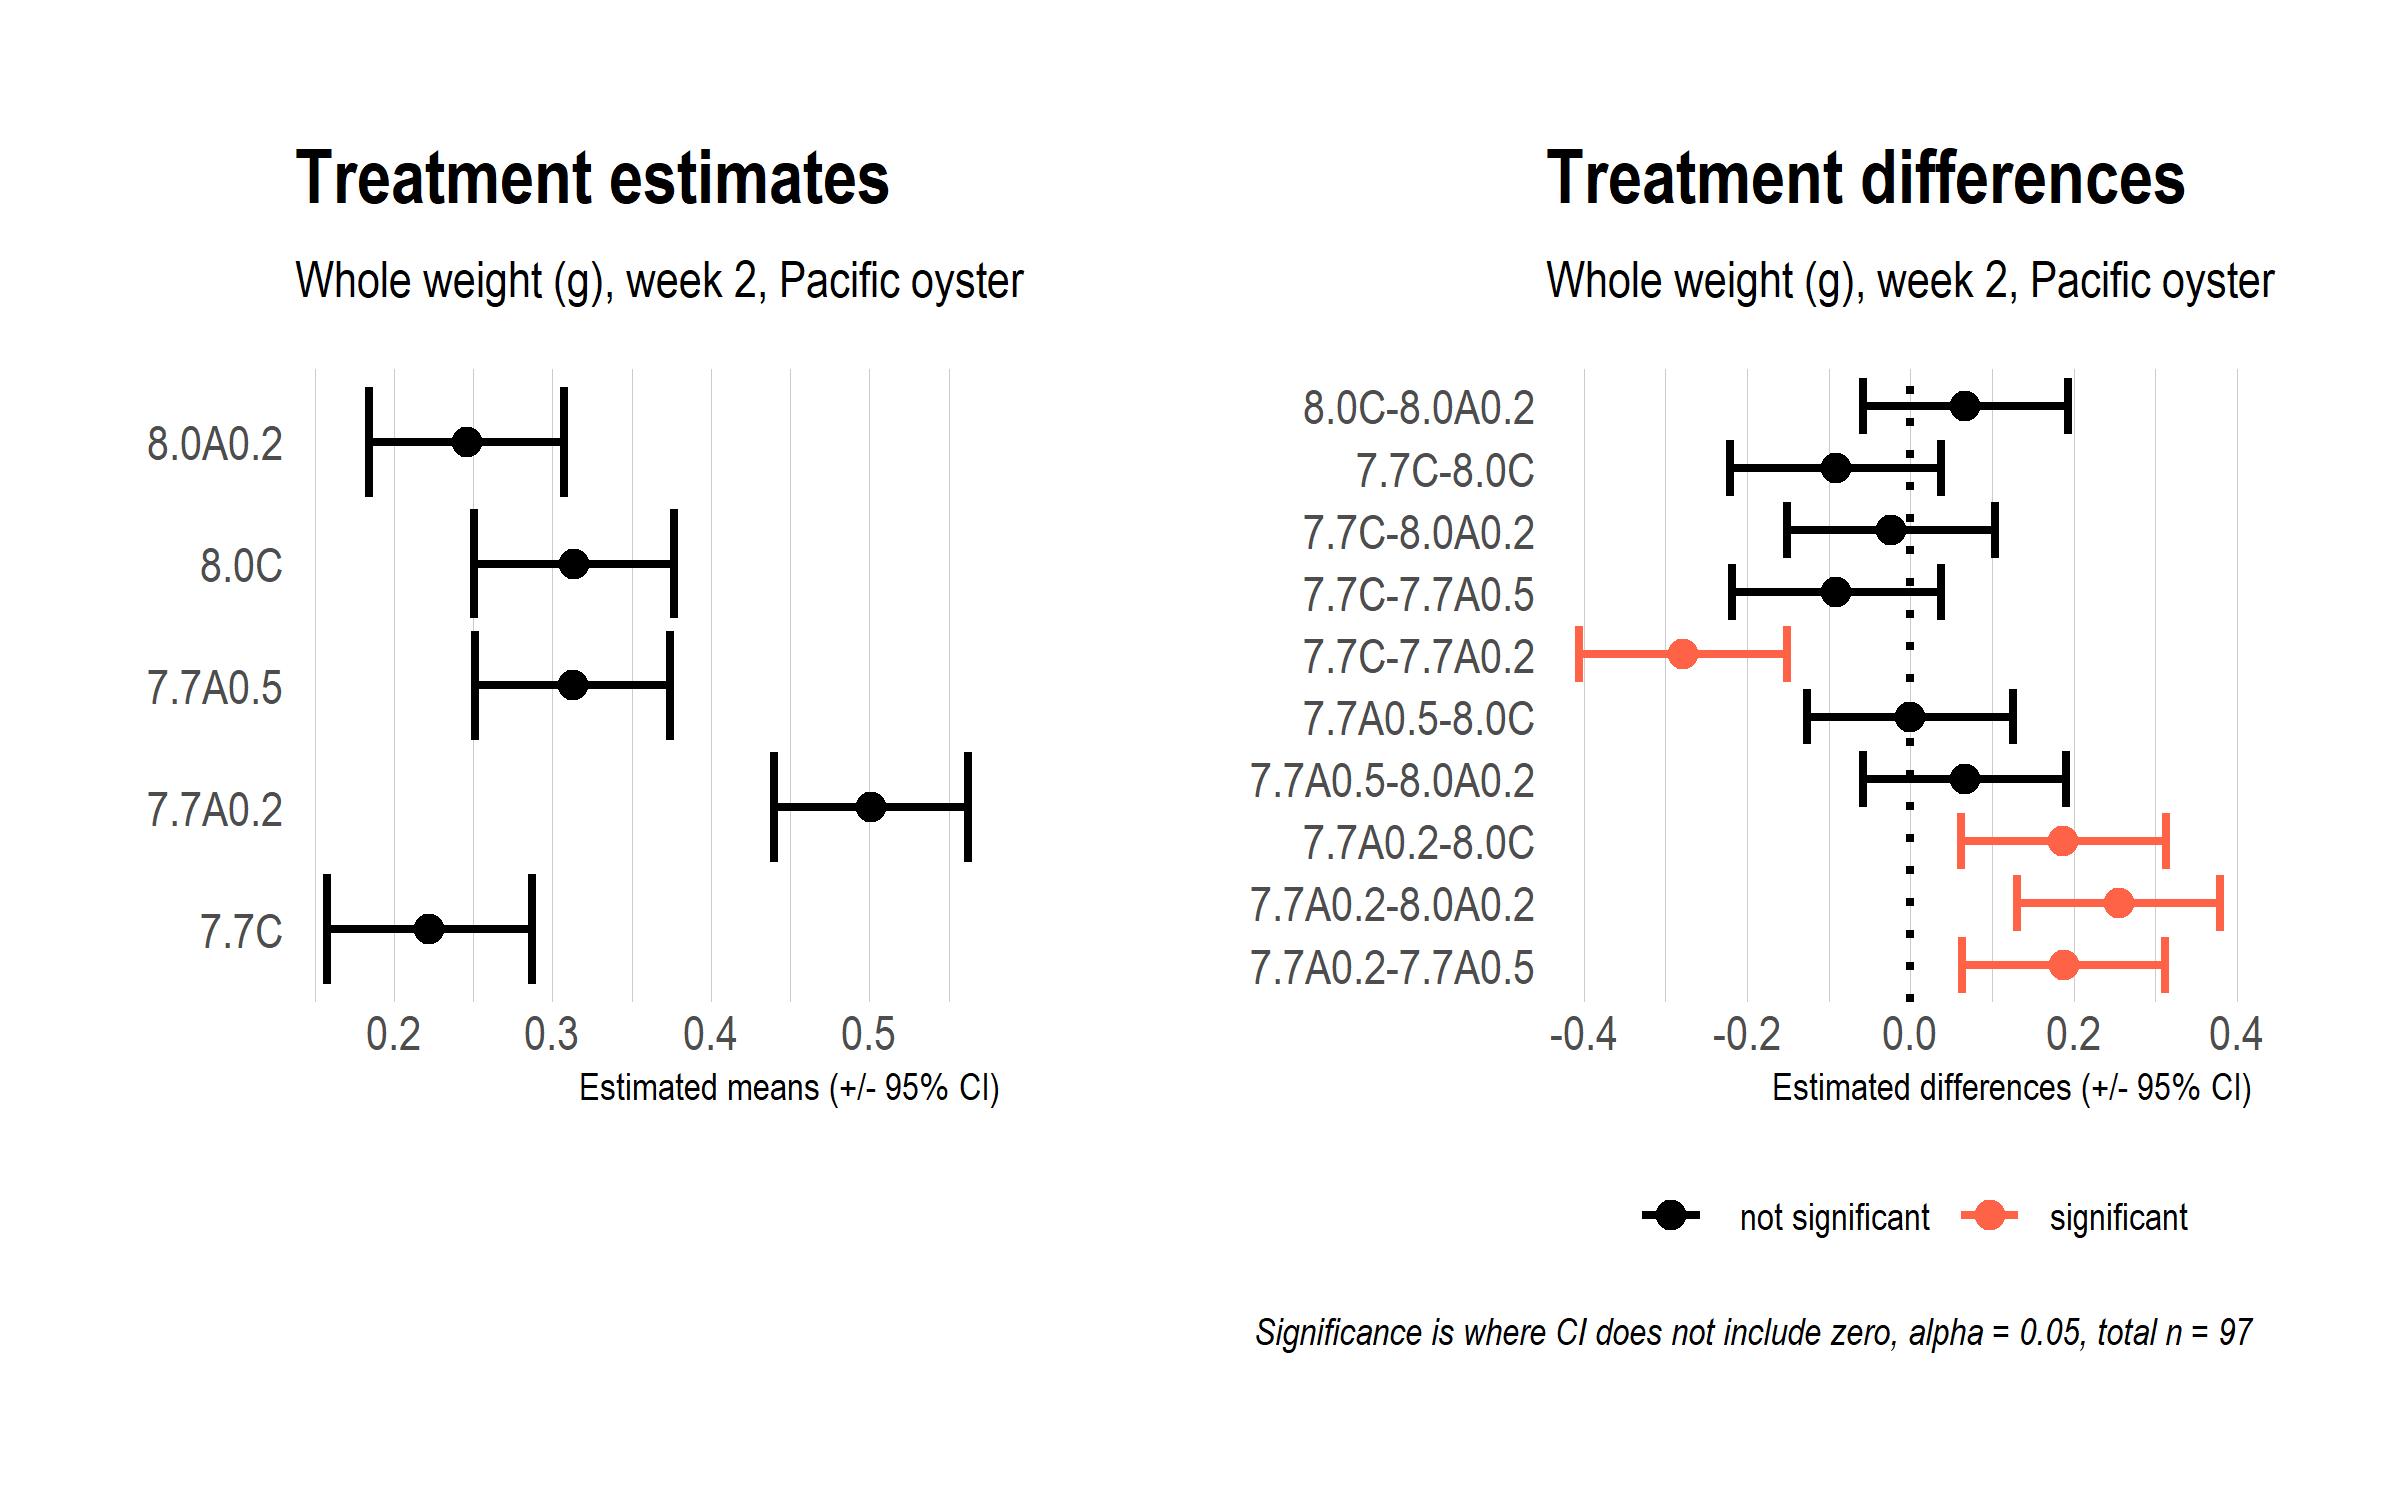 Treatment estimates
Whole weight (g), week 2, Pacific oyster
8.0A0.2
8.0C
7.7A0.5
7.7A0.2
7.7C
0.2 0.3 0.4 0.5
Estimated means (+/- 95% CI)
Treatment differences
Whole weight (g), week 2, Pacific oyster
8.0C-8.0A0.2
7.7C-8.0C
7.7C-8.0A0.2
7.7C-7.7A0.5
7.7C-7.7A0.2
7.7A0.5-8.0C
7.7A0.5-8.0A0.2
7.7A0.2-8.0C
7.7A0.2-8.0A0.2
7.7A0.2-7.7A0.5
-0.4 -0.2 0.0 0.2 0.4
Estimated differences (+/- 95% CI)
not significant significant
Significance is where CI does not include zero, alpha = 0.05, total n = 97